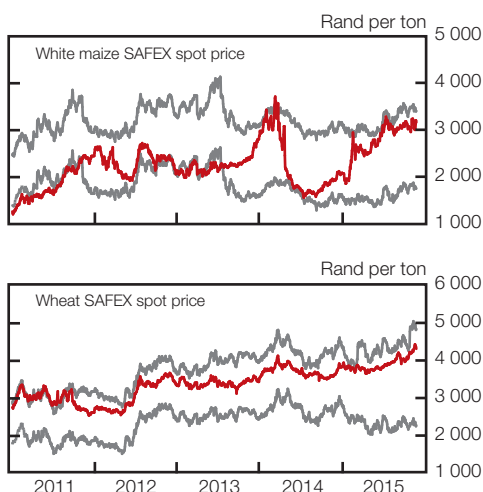 Rand per ton
5 000
White maize SAFEX spot price
4 000
3 000
2 000
1 000
Rand per ton
6 000
Wheat SAFEX spot price
5 000
4 000
3 000
2 000
1 000
2011 2012 2013 2014 2015